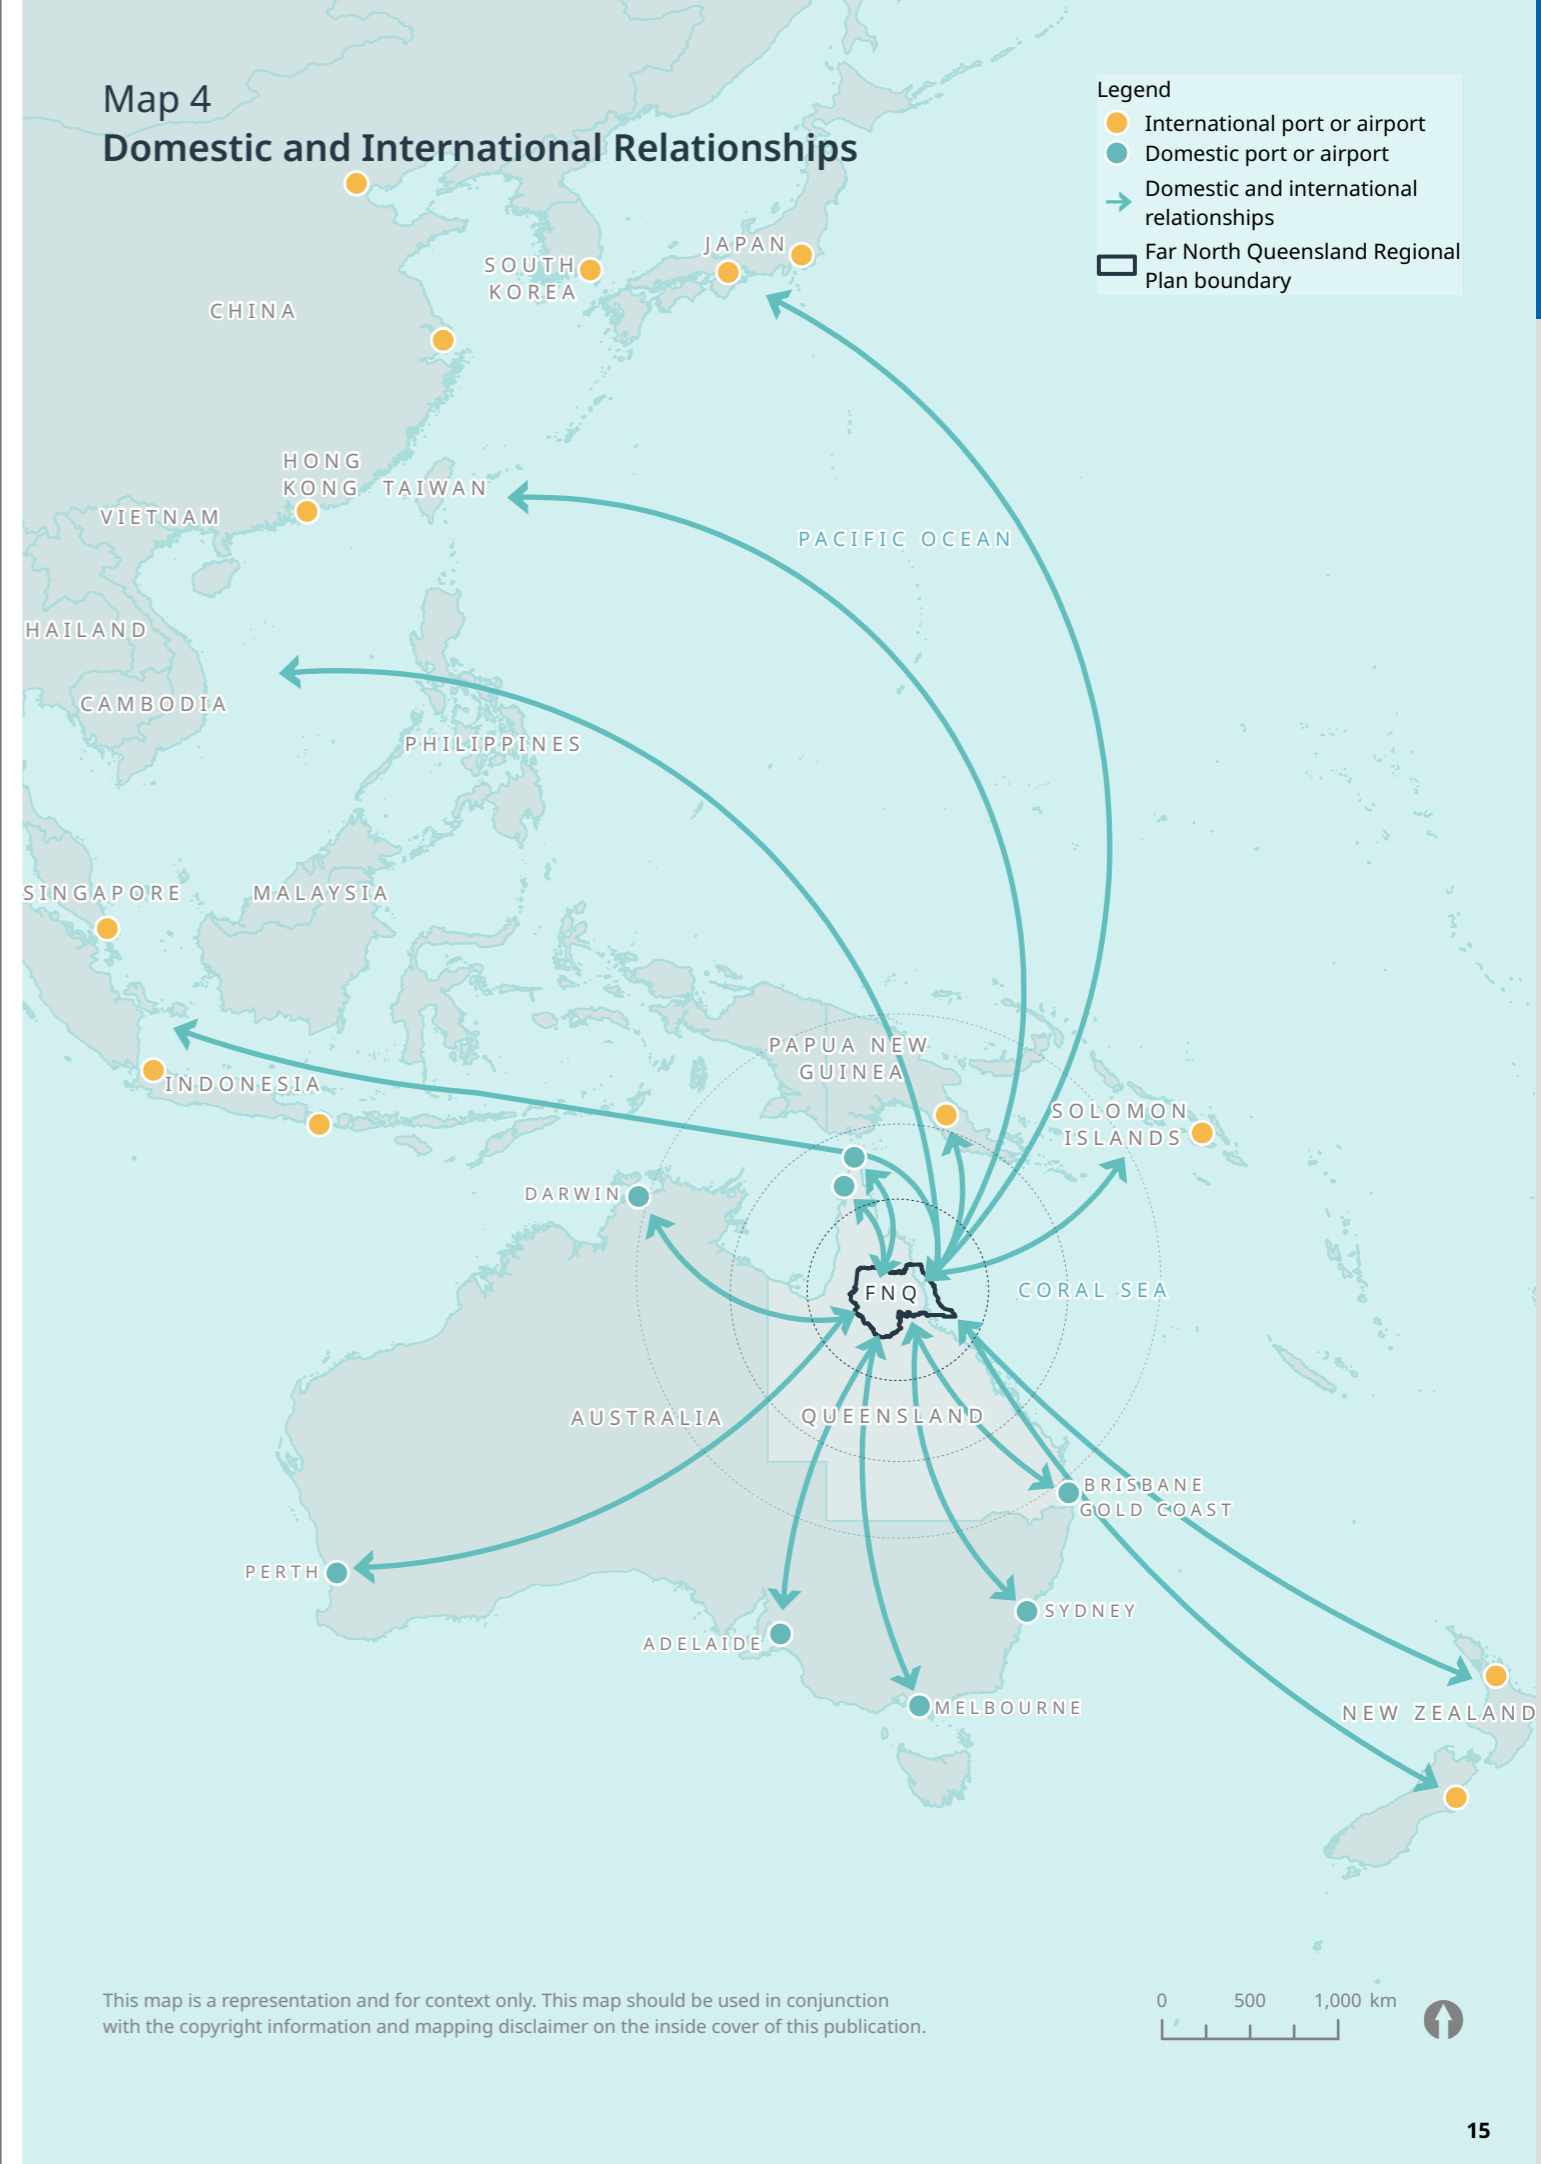 Map 4
Domestic and International Relationships
Legend
International port or airport
Domestic port or airport
Domestic and international
relationships
Far North Queensland Regional
Plan boundary
JAPAN
SOUTH
KOREA
CHINA
HONG
KONG
TAIWAN
VIETNAM
PACIFIC OCEAN
HAILAND
CAMBODIA
PHILIPPINES
SINGAPORE
MALAYSIA
PAPUA NEW
GUINEA
INDONESIA
SOLOMON
ISLANDS
DARWIN
FNQ
CORAL SEA
AUSTRALIA
QUEENSLAND
BRISBANE
GOLD COAST
PERTH
SYDNEY
ADELAIDE
MELBOURNE
NEW ZEALAND
This map is a representation and for context only. This map should be used in conjunction
with the copyright information and mapping disclaimer on the inside cover of this publication.
0 500 1,000 km
15